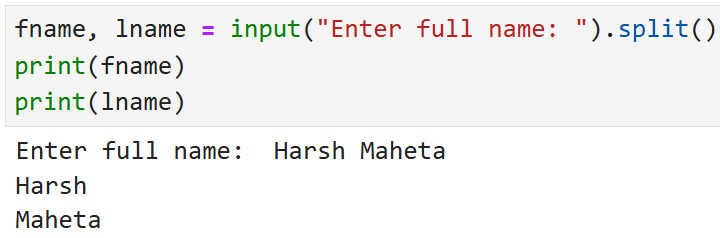 fname, lname = input("Enter full name: ").split()
print(fname)
print(lname)
Enter full name:  Harsh Maheta
Harsh
Maheta